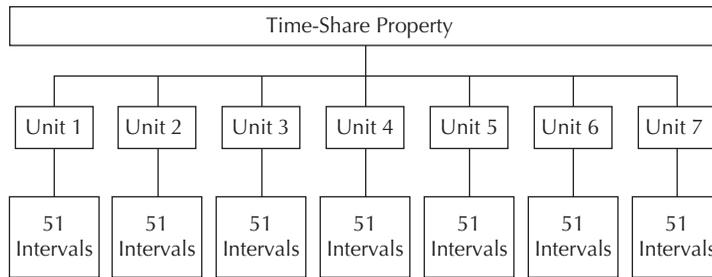 Time-Share Property
Unit 1
Unit 2
Unit 3
Unit 4
Unit 5
Unit 6
Unit 7
51
Intervals
51
Intervals
51
Intervals
51
Intervals
51
Intervals
51
Intervals
51
Intervals